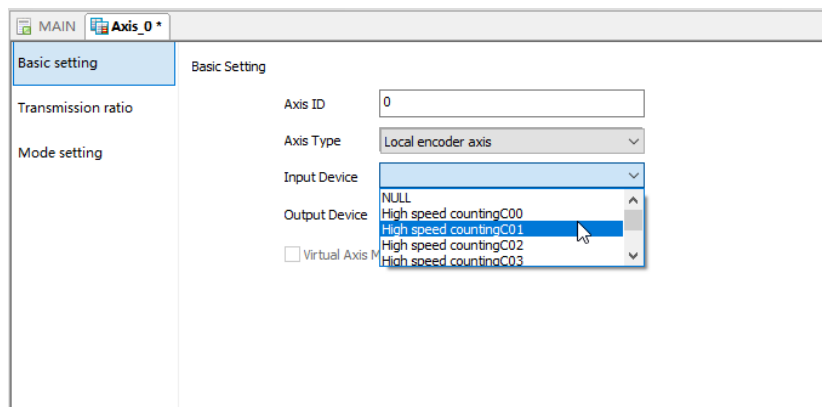 MAIN Axis_0 *
Basic setting
Basic Setting
Transmission ratio
Mode setting
Axis ID 0
Axis Type Local encoder axis
Input Device
NULL
High speed countingC00
Output Device
High speed countingC01
High speed countingC02
Virtual Axis M
High speed countingC03